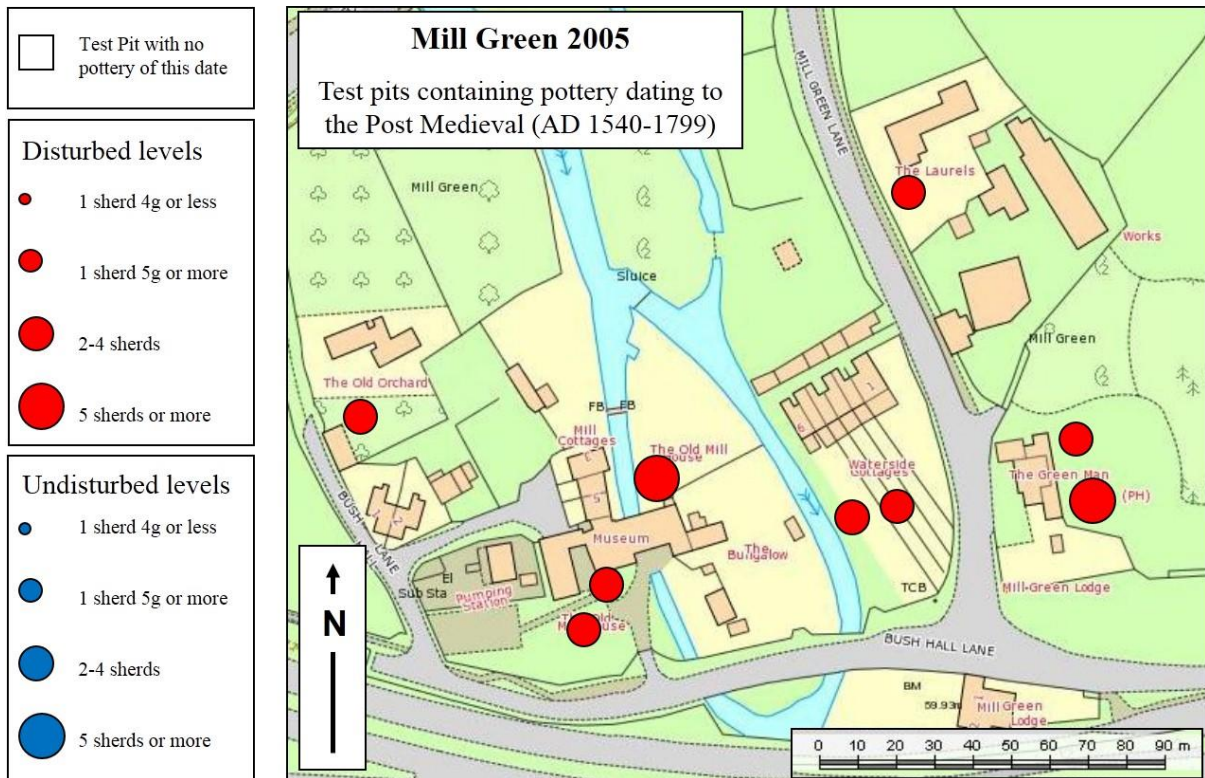 Test Pit with no
pottery of this date
Disturbed levels
1 sherd 4g or less
1 sherd 5g or more
2-4 sherds
5 sherds or more
Undisturbed levels
1 sherd 4g or less
1 sherd 5g or more
2-4 sherds
5 sherds or more
Mill Green 2005
Test pits containing pottery dating to
the Post Medieval (AD 1540-1799)
MILL GREEN LANE
Mill Green
The Laurels
Works
Sluice
Mill Green
The Old Orchard
FB
FB
Mill
Cottages
5
The Old Mill
House
6
1
Waterside
Cottages
The Green Man
(PH)
1
2
BUSH
LANE
Museum
The
Bungalow
El
Sub Sta
Pumping
Station
TCB
Mill Green Lodge
N
BUSH HALL LANE
BM
59.93m
Mill Green
Lodge
0 10 20 30 40 50 60 70 80 90 m